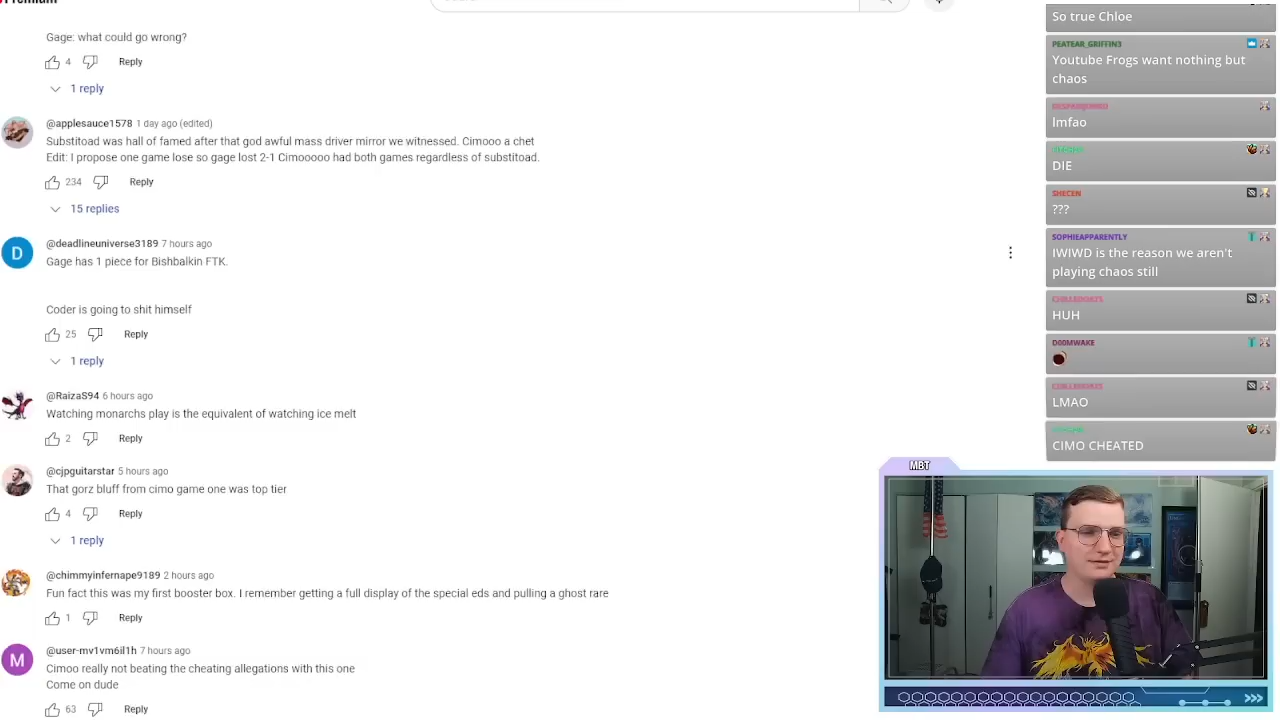 Gage: what could go wrong?
4 Reply
1 reply
@applesauce1578 1 day ago (edited)
Substitoad was hall of famed after that god awful mass driver mirror we witnessed. Cimooo a chet
Edit: I propose one game lose so gage lost 2-1 Cimooooo had both games regardless of substitoad.
234 Reply
15 replies
D
@deadlineuniverse3189 7 hours ago
Gage has 1 piece for Bishbalkin FTK.
Coder is going to shit himself
25 Reply
1 reply
@RaizaS94 6 hours ago
Watching monarchs play is the equivalent of watching ice melt
2 Reply
@cjpguitarstar 5 hours ago
That gorz bluff from cimo game one was top tier
4 Reply
1 reply
@chimmyinfernape9189 2 hours ago
Fun fact this was my first booster box. I remember getting a full display of the special eds and pulling a ghost rare
1 Reply
M
@user-mv1vm6il1h 7 hours ago
Cimoo really not beating the cheating allegations with this one
Come on dude
63 Reply
So true Chloe
PEATEAR_GRIFFIN3
Youtube Frogs want nothing but
chaos
lmfao
DIE
SHECEN
???
SOPHIEAPPARENTLY
IWIWD is the reason we aren't
playing chaos still
HUH
D00MWAKE
LMAO
CIMO CHEATED
MBT